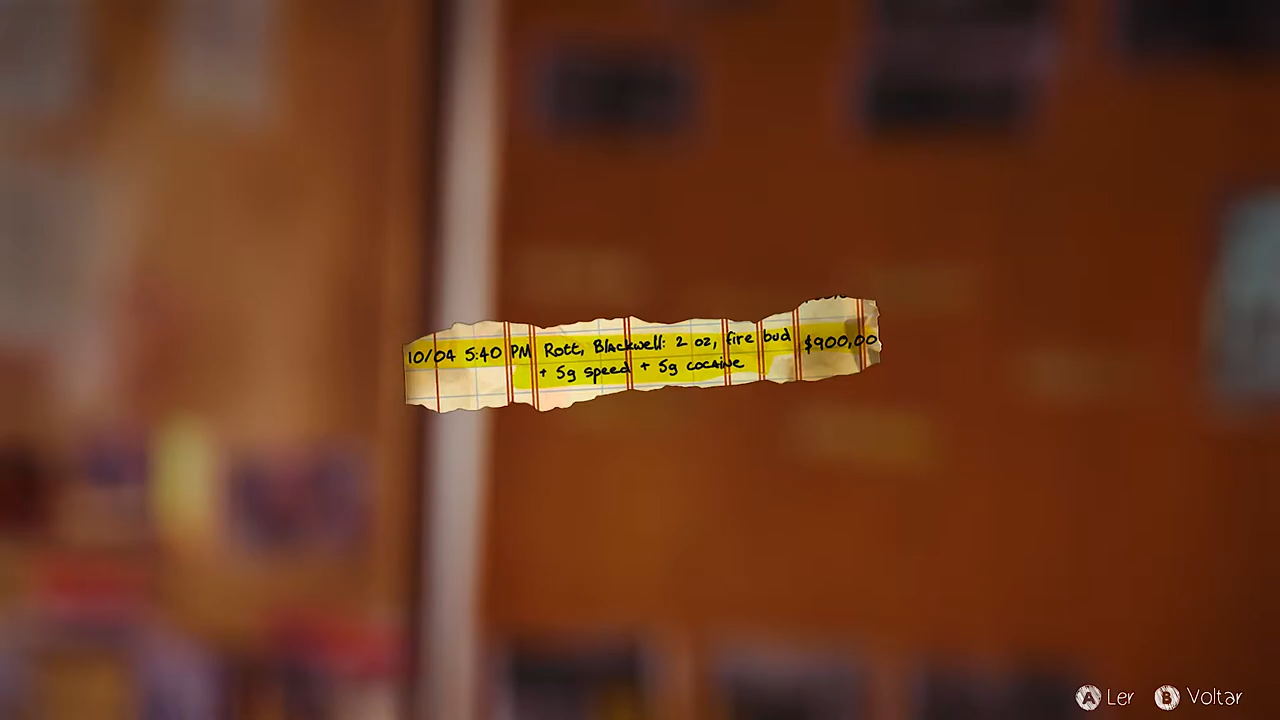 10/04 5:40 PM Rott, Blackwell: 2 oz, fire bud $900,00
+ 5g speed + 5g cocaine
A Ler B Voltar